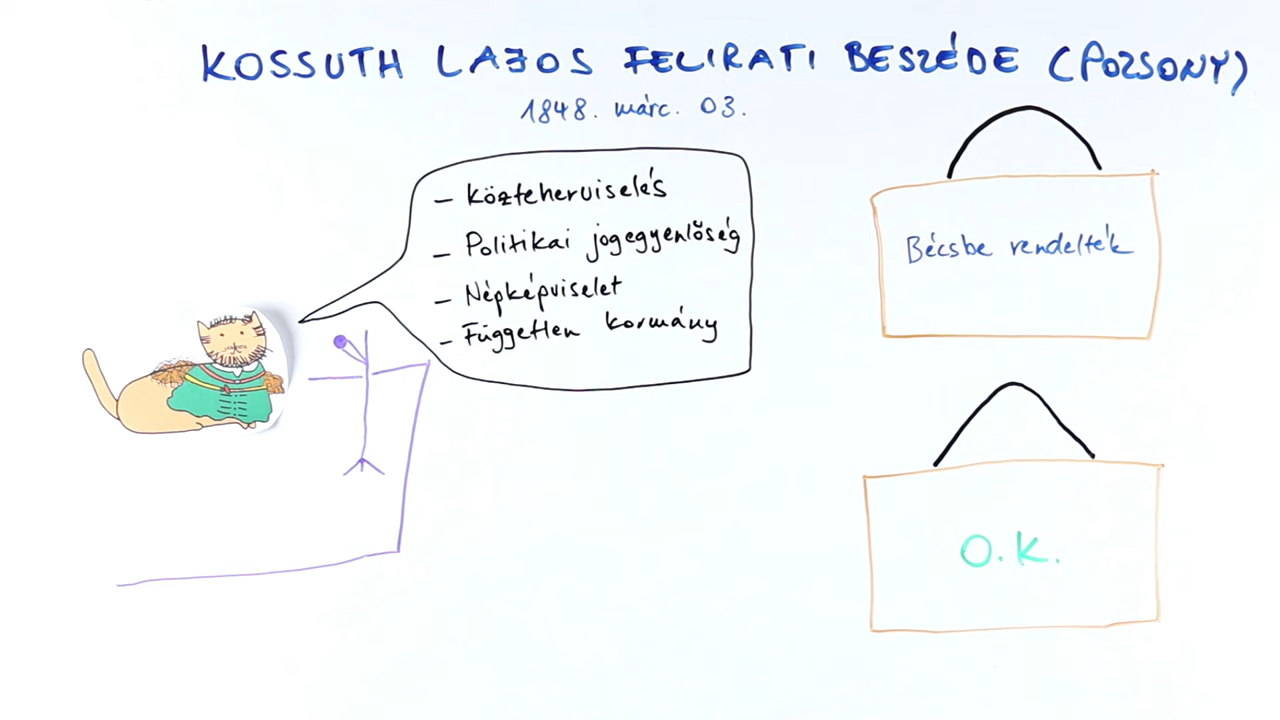 KOSSUTH LAJOS FELIRATI BESZÉDE (POZSONY)
1848. márc. 03.
- Közteherviselés
- Politikai jogegyenlőség
- Népképviselet
- Független kormány
Bécsbe rendelték
O.K.